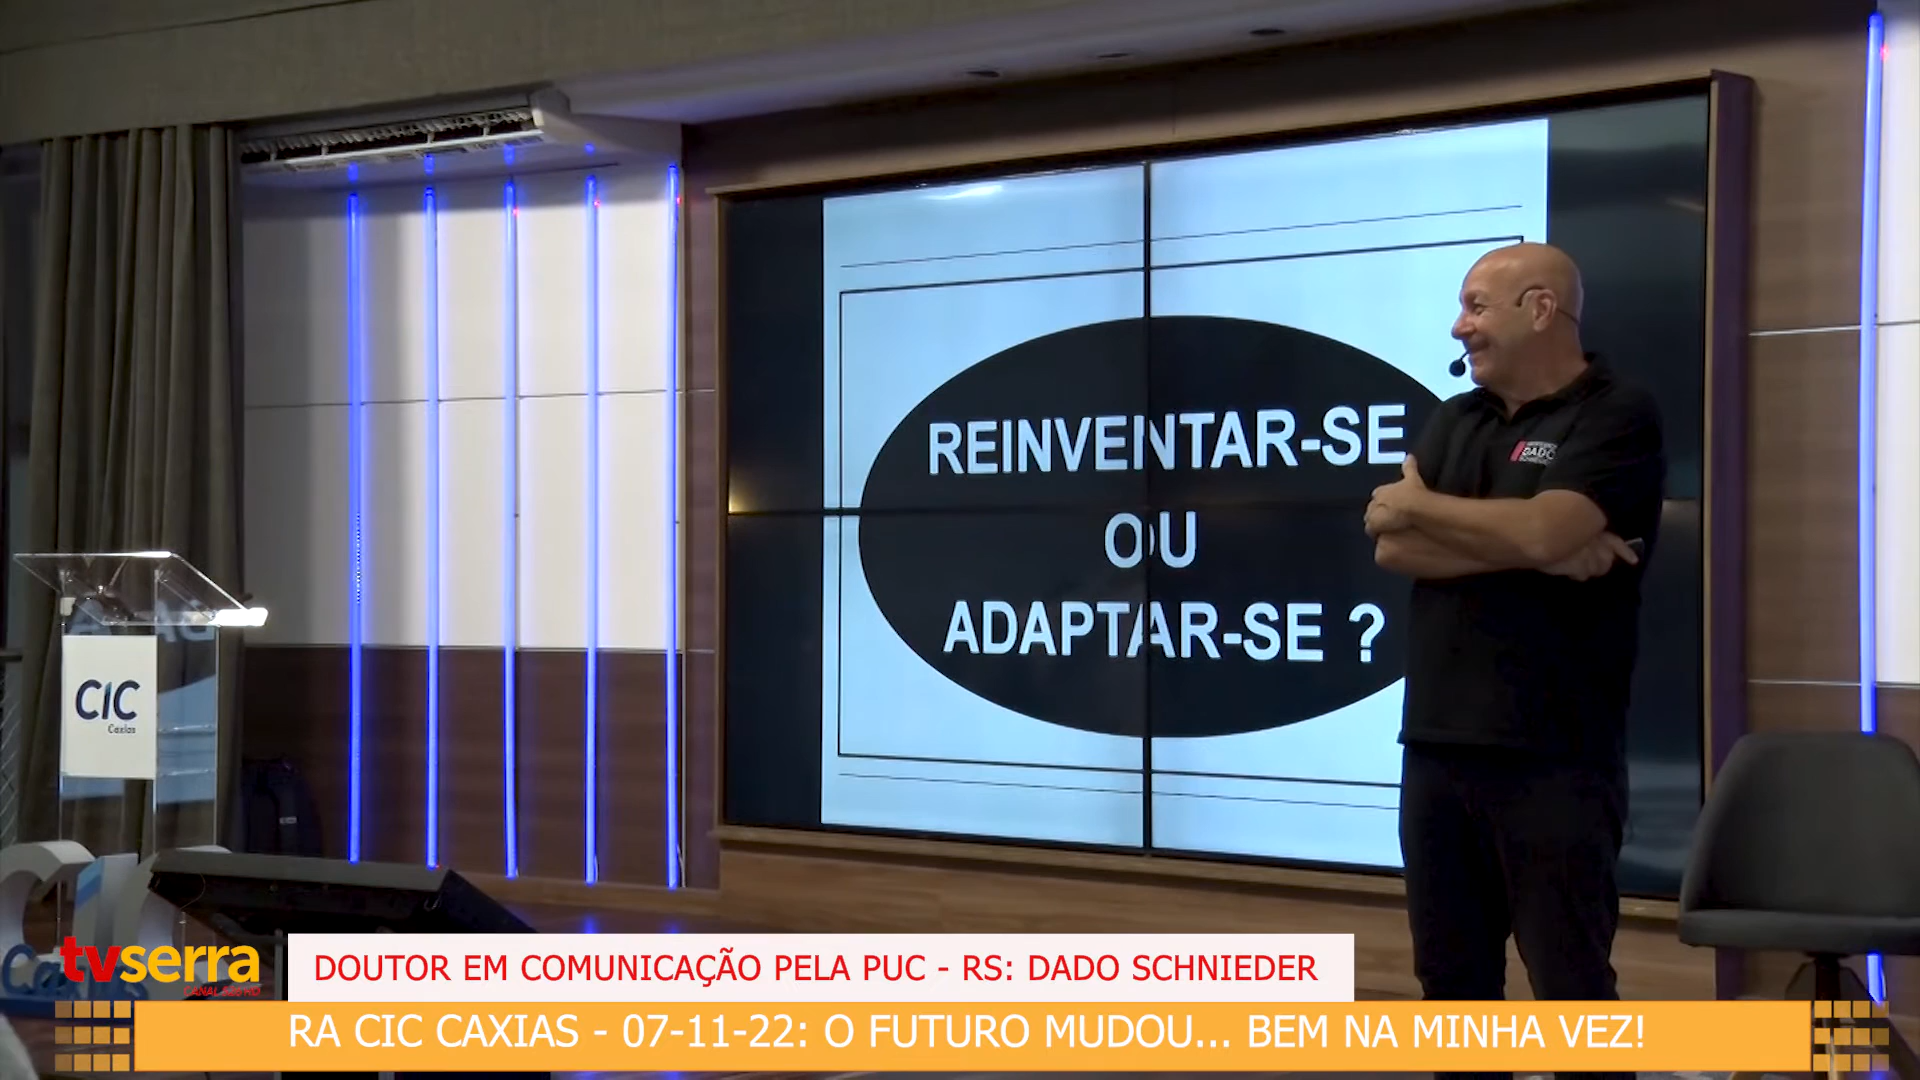 REINVENTAR-SE
OU
ADAPTAR-SE ?
DADO
CIC
Caxias
tvserra
DOUTOR EM COMUNICAÇÃO PELA PUC - RS: DADO SCHNIEDER
RA CIC CAXIAS - 07-11-22: O FUTURO MUDOU... BEM NA MINHA VEZ!